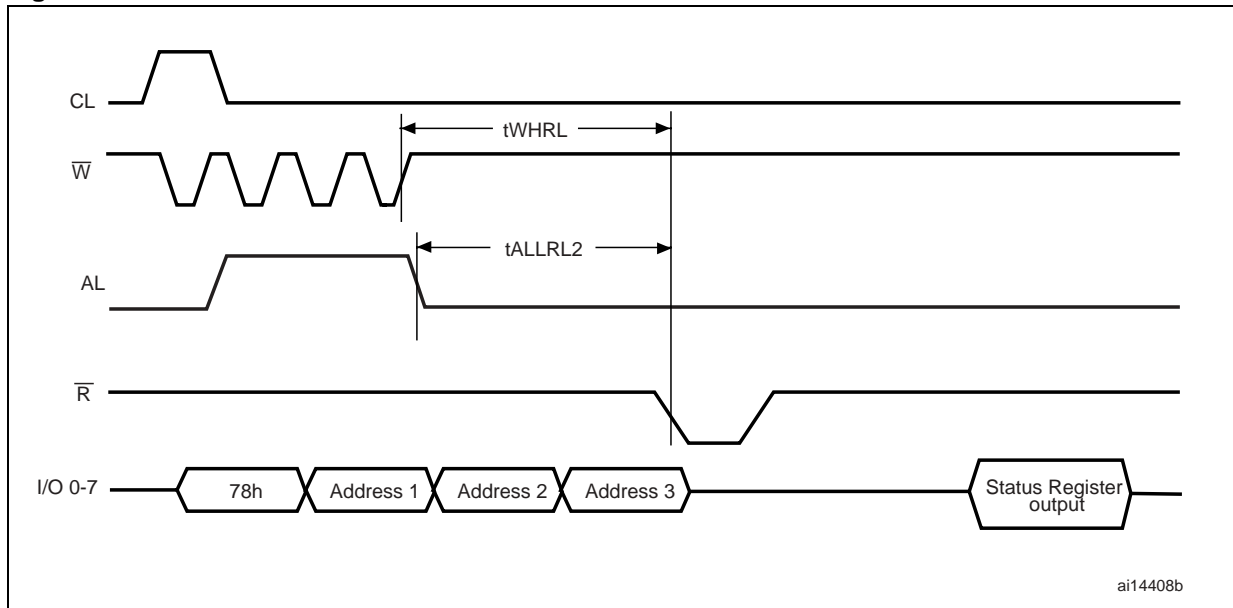 CL
tWHRL
W
tALLRL2
AL
R
I/O 0-7
78h
Address 1
Address 2
Address 3
Status Register
output
ai14408b